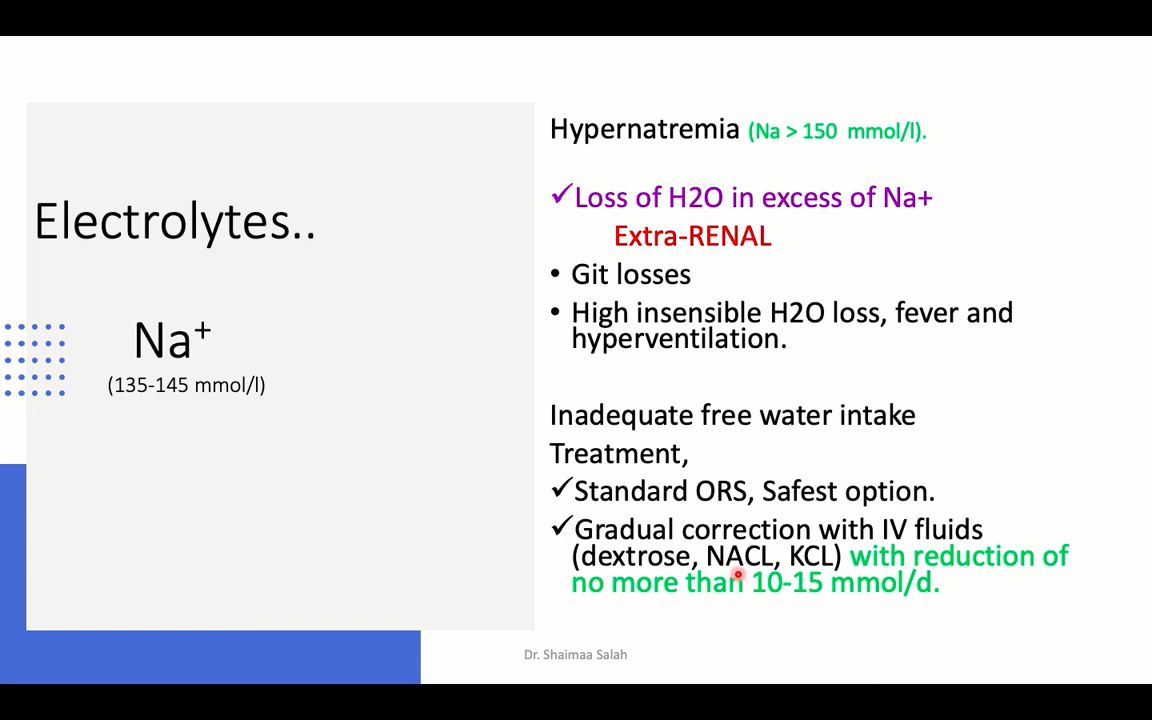 Electrolytes..
Na⁺
(135-145 mmol/l)
Hypernatremia (Na > 150 mmol/l).
✓Loss of H2O in excess of Na+
Extra-RENAL
• Git losses
• High insensible H2O loss, fever and
hyperventilation.
Inadequate free water intake
Treatment,
✓Standard ORS, Safest option.
✓Gradual correction with IV fluids
(dextrose, NACL, KCL) with reduction of
no more than 10-15 mmol/d.
Dr. Shaimaa Salah